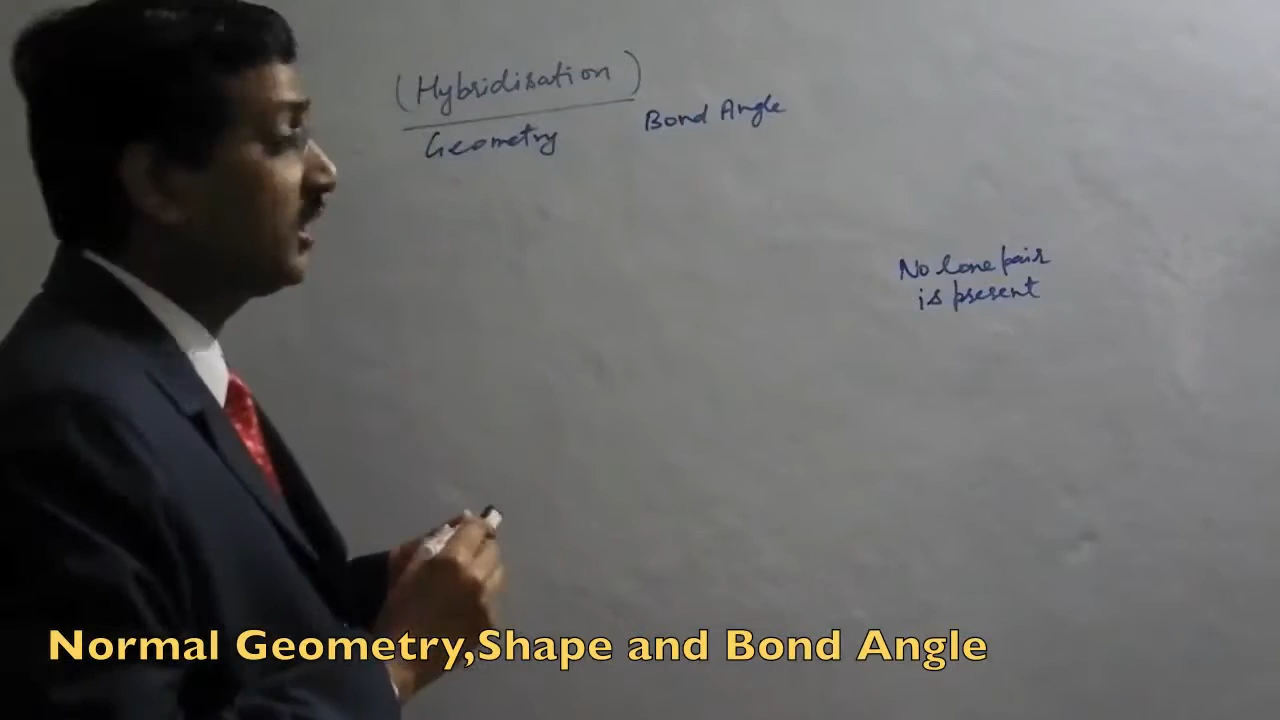 (Hybridisation)
Geometry
Bond Angle
No lone pair
is present
Normal Geometry,Shape and Bond Angle